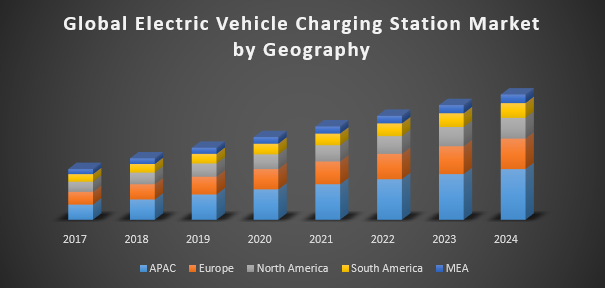 Global Electric Vehicle Charging Station Market
by Geography
2017 2018 2019 2020 2021 2022 2023 2024
APAC Europe North America South America MEA